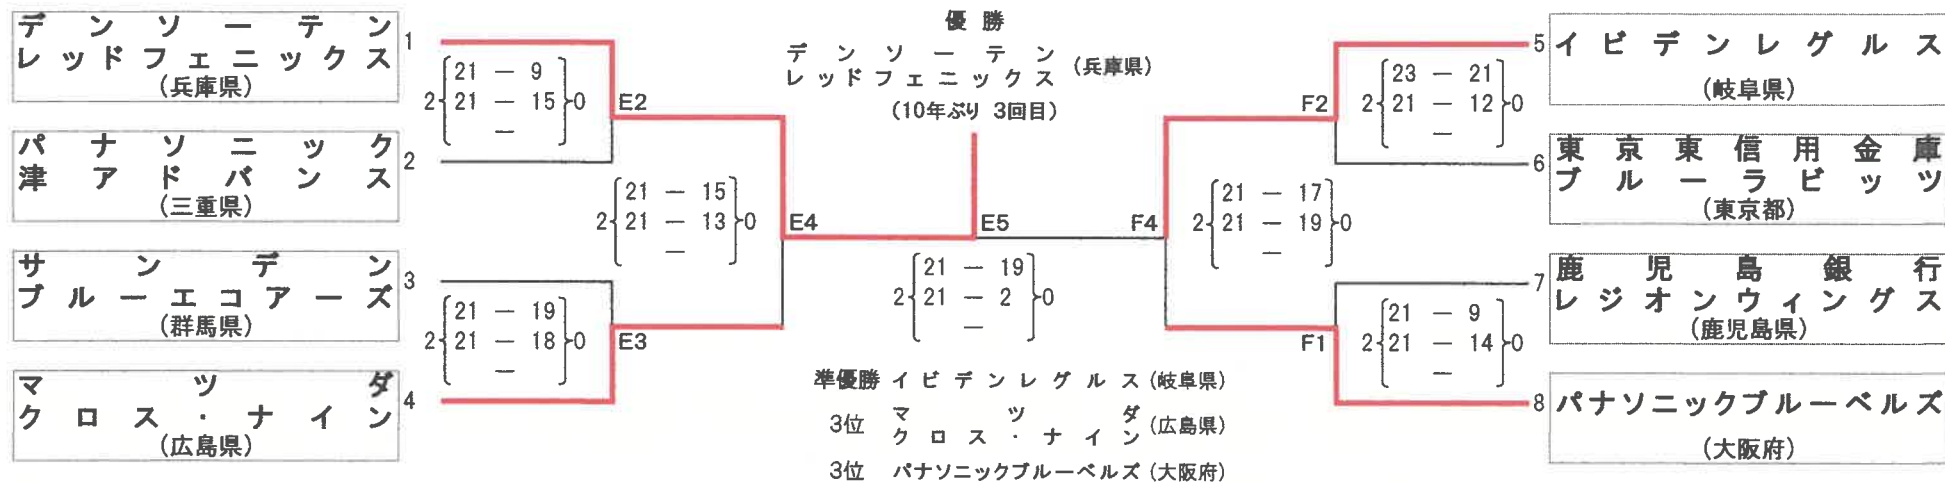 デンソーテン
レッドフェニックス
(兵庫県)
1
パナソニック
津アドバンス
(三重県)
2
サンデン
ブルーエコアーズ
(群馬県)
3
マツダ
クロス・ナイン
(広島県)
4
21 — 9
2 21 — 15 0
—
E2
21 — 19
2 21 — 18 0
—
E3
21 — 15
2 21 — 13 0
—
E4
優勝
デンソーテン
レッドフェニックス (兵庫県)
(10年ぶり 3回目)
E5
21 — 19
2 21 — 2 0
—
準優勝 イビデンレグルス (岐阜県)
3位 マツダ
クロス・ナイン (広島県)
3位 パナソニックブルーベルズ (大阪府)
F4
21 — 17
2 21 — 19 0
—
F2
23 — 21
2 21 — 12 0
—
F1
21 — 9
2 21 — 14 0
—
5 イビデンレグルス
(岐阜県)
6 東京東信用金庫
ブルーラビッツ
(東京都)
7 鹿児島銀行
レジオンウィングス
(鹿児島県)
8 パナソニックブルーベルズ
(大阪府)